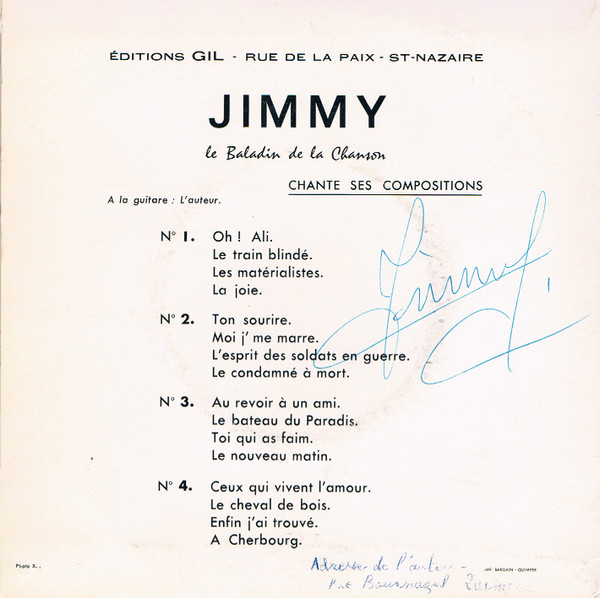 ÉDITIONS GIL - RUE DE LA PAIX - ST-NAZAIRE
JIMMY
le Baladin de la Chanson
CHANTE SES COMPOSITIONS
A la guitare : L'auteur.
N° 1. Oh ! Ali.
Le train blindé.
Les matérialistes.
La joie.
Jimmy
N° 2. Ton sourire.
Moi j' me marre.
L'esprit des soldats en guerre.
Le condamné à mort.
N° 3. Au revoir à un ami.
Le bateau du Paradis.
Toi qui as faim.
Le nouveau matin.
N° 4. Ceux qui vivent l'amour.
Le cheval de bois.
Enfin j'ai trouvé.
A Cherbourg.
Adresse de l'auteur
Photo X. .
QUIMPER